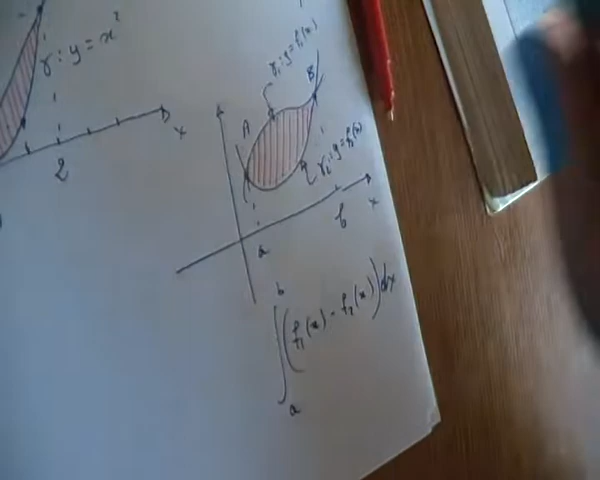 γ : y = x²
x
2
γ₁ : y = f₁(x)
A
B
γ₂ : y = f₂(x)
a
b
x
b
∫ (f₁(x) - f₂(x)) dx
a